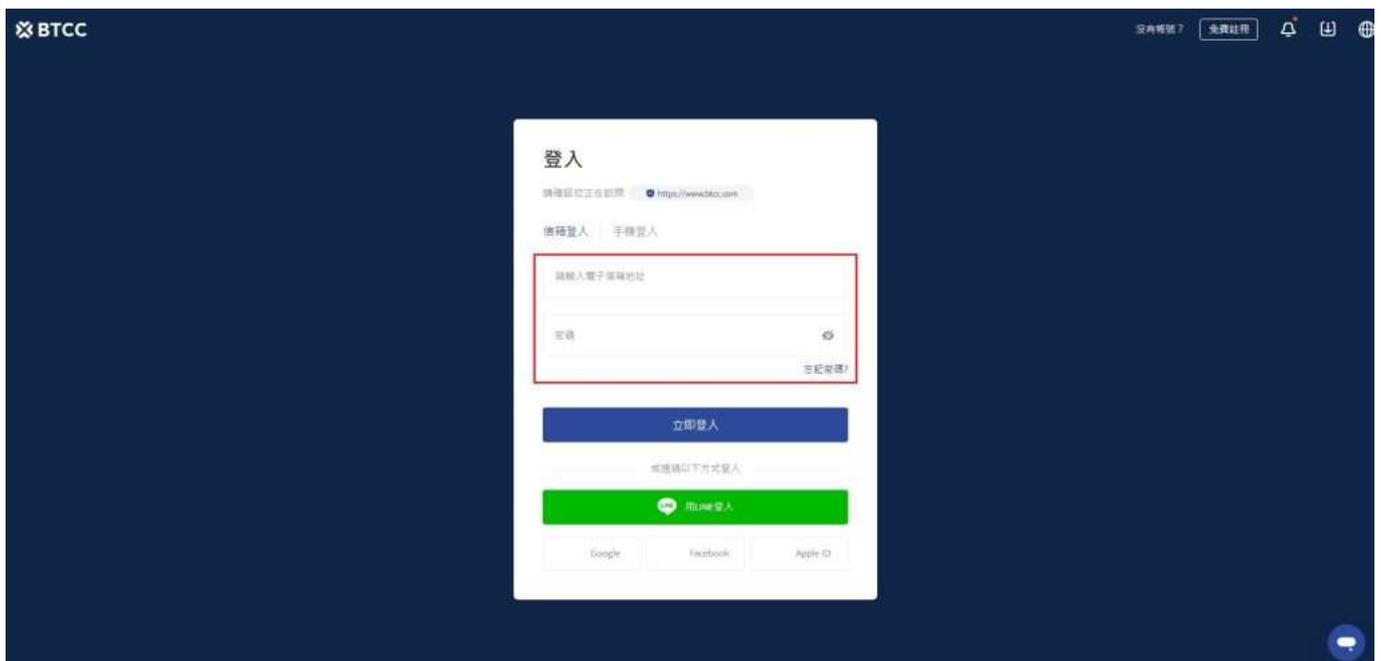 BTCC
沒有帳號？ 免費註冊
登入
請確認您正在訪問 https://www.btcc.com
信箱登入 手機登入
請輸入電子信箱地址
密碼
忘記密碼?
立即登入
或透過以下方式登入
LINE 用LINE登入
Google Facebook Apple ID